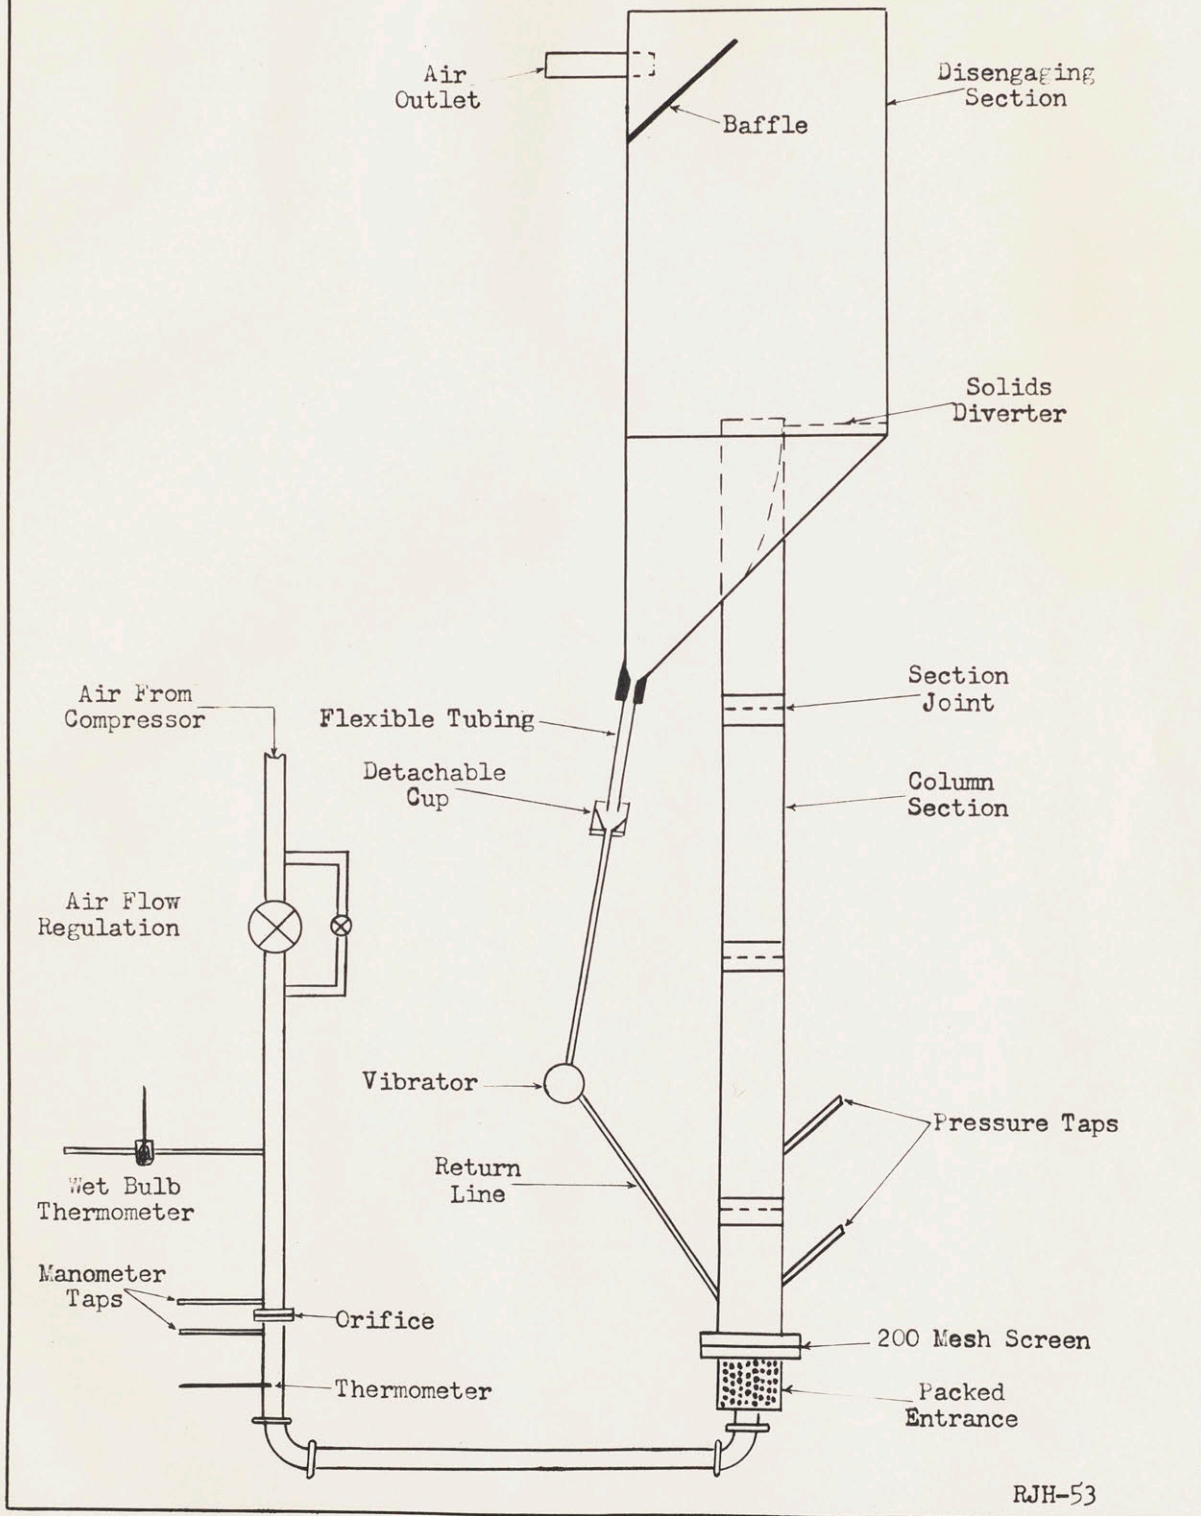 Air
Outlet
Baffle
Disengaging
Section
Solids
Diverter
Section
Joint
Air From
Compressor
Flexible Tubing
Detachable
Cup
Column
Section
Air Flow
Regulation
Vibrator
Pressure Taps
Return
Line
Wet Bulb
Thermometer
Manometer
Taps
Orifice
200 Mesh Screen
Thermometer
Packed
Entrance
RJH-53